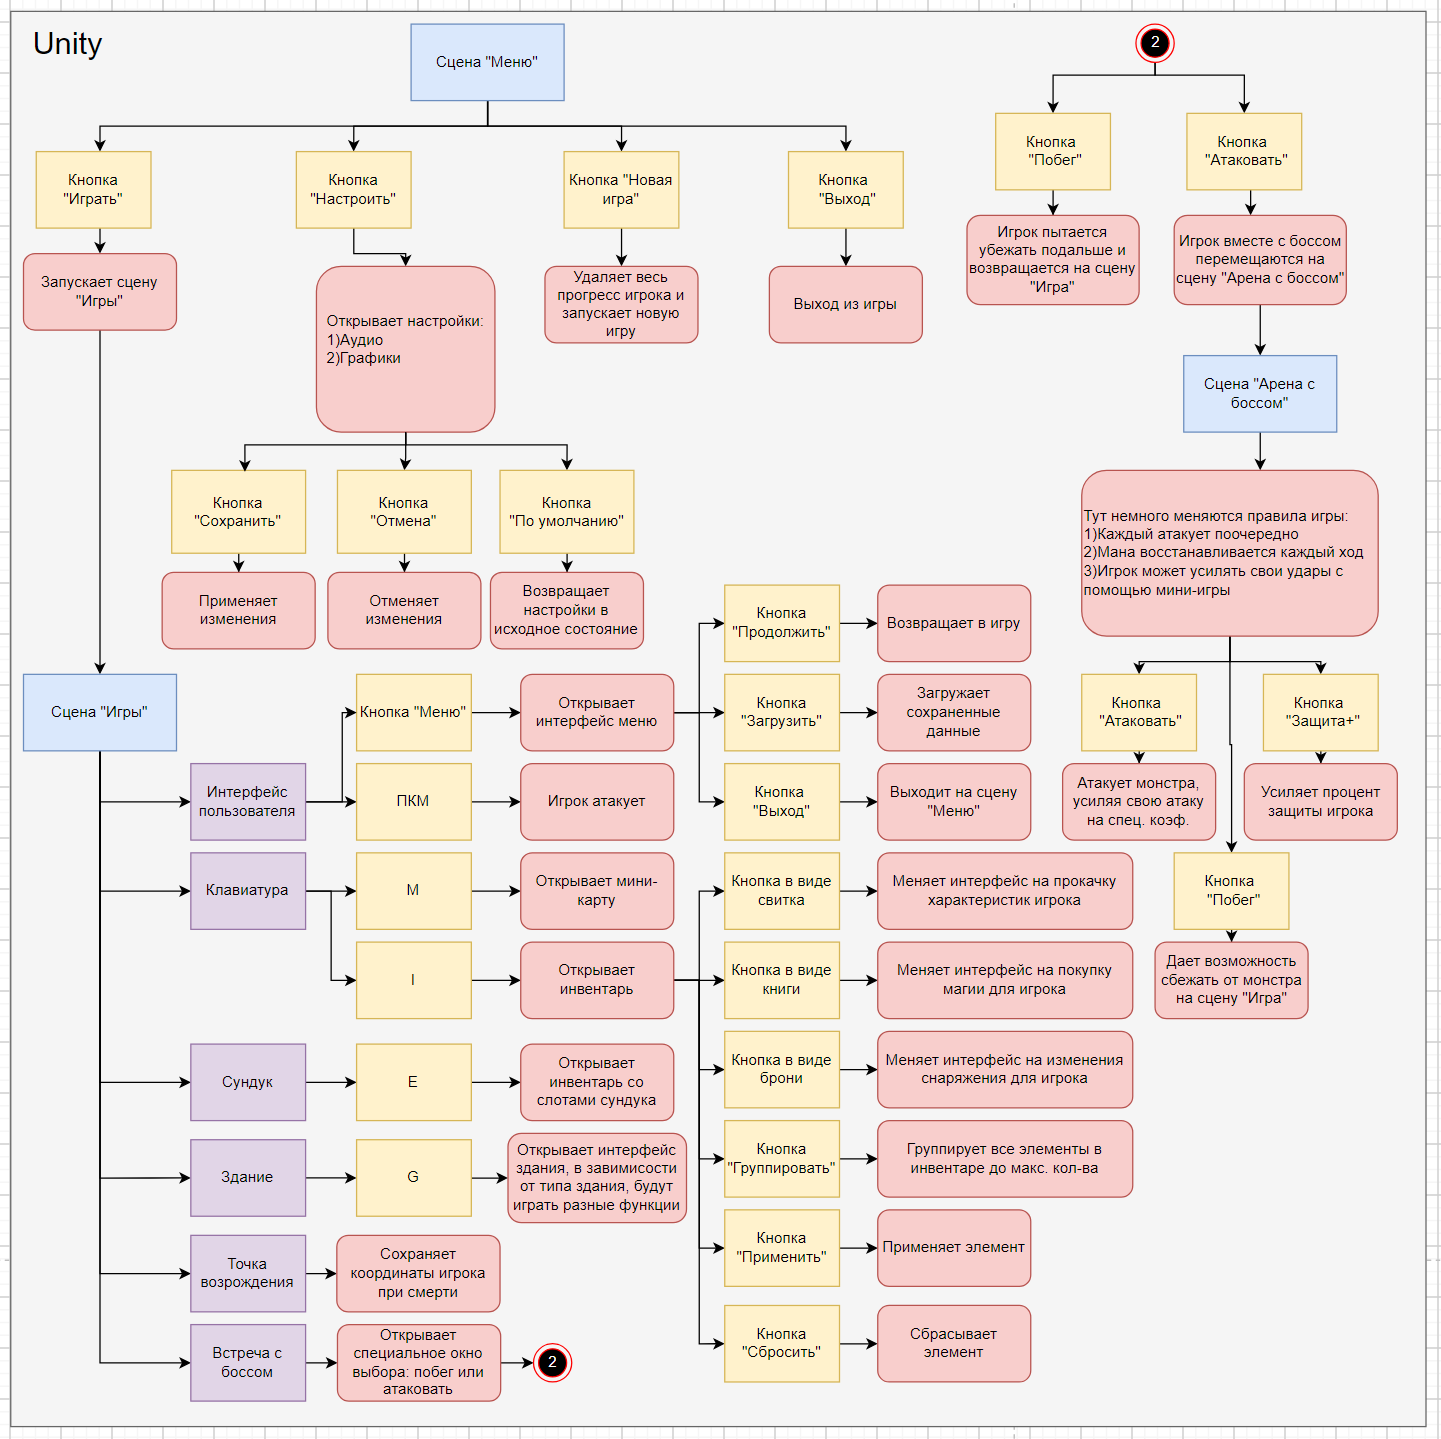 Unity
Сцена "Меню"
2
Кнопка
"Играть"
Кнопка
"Настроить"
Кнопка "Новая
игра"
Кнопка
"Выход"
Кнопка
"Побег"
Кнопка
"Атаковать"
Запускает сцену
"Игры"
Открывает настройки:
1)Аудио
2)Графики
Удаляет весь
прогресс игрока и
запускает новую
игру
Выход из игры
Игрок пытается
убежать подальше и
возвращается на сцену
"Игра"
Игрок вместе с боссом
перемещаются на
сцену "Арена с боссом"
Сцена "Арена с
боссом"
Кнопка
"Сохранить"
Кнопка
"Отмена"
Кнопка
"По умолчанию"
Применяет
изменения
Отменяет
изменения
Возвращает
настройки в
исходное состояние
Тут немного меняются правила игры:
1)Каждый атакует поочередно
2)Мана восстанавливается каждый ход
3)Игрок может усилять свои удары с
помощью мини-игры
Сцена "Игры"
Интерфейс
пользователя
Кнопка "Меню"
Открывает
интерфейс меню
Кнопка
"Продолжить"
Возвращает в игру
Кнопка
"Загрузить"
Загружает
сохраненные
данные
Кнопка
"Выход"
Выходит на сцену
"Меню"
ПКМ
Игрок атакует
Клавиатура
M
Открывает мини-
карту
I
Открывает
инвентарь
Кнопка в виде
свитка
Меняет интерфейс на прокачку
характеристик игрока
Кнопка в виде
книги
Меняет интерфейс на покупку
магии для игрока
Кнопка в виде
брони
Меняет интерфейс на изменения
снаряжения для игрока
Кнопка
"Группировать"
Группирует все элементы в
инвентаре до макс. кол-ва
Кнопка
"Применить"
Применяет элемент
Кнопка
"Сбросить"
Сбрасывает
элемент
Сундук
E
Открывает
инвентарь со
слотами сундука
Здание
G
Открывает интерфейс
здания, в завимисости
от типа здания, будут
играть разные функции
Точка
возрождения
Сохраняет
координаты игрока
при смерти
Встреча с
боссом
Открывает
специальное окно
выбора: побег или
атаковать
2
Кнопка
"Атаковать"
Кнопка
"Защита+"
Атакует монстра,
усиляя свою атаку
на спец. коэф.
Усиляет процент
защиты игрока
Кнопка
"Побег"
Дает возможность
сбежать от монстра
на сцену "Игра"